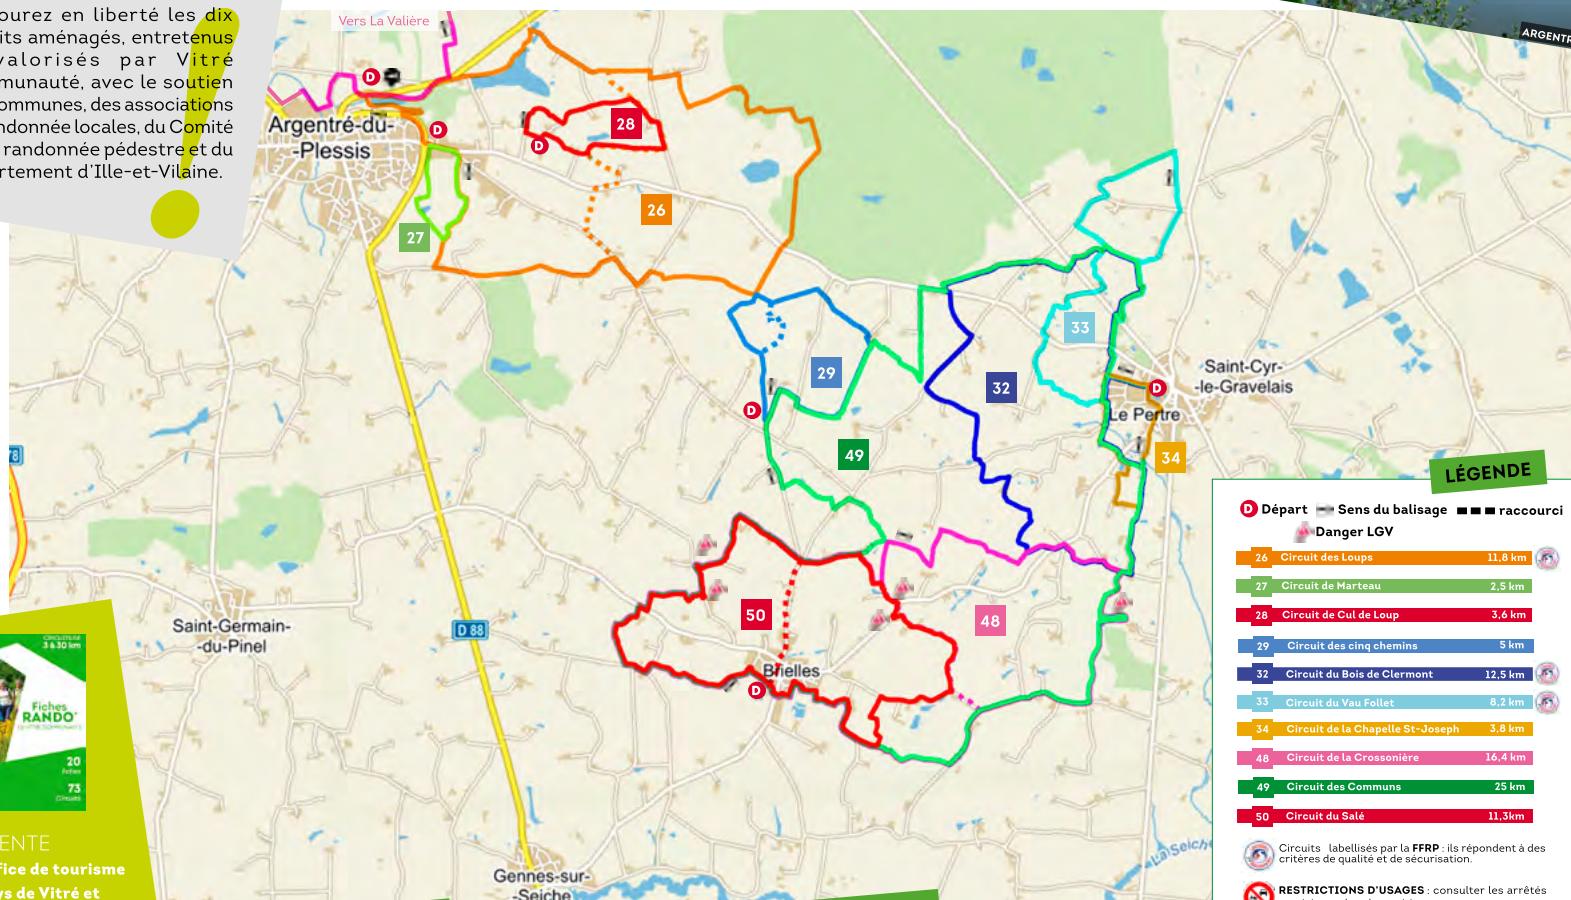 ourez en liberté les dix
its aménagés, entretenus
valorisés par Vitré
munauté, avec le soutien
ommunes, des associations
ndonnée locales, du Comité
randonnée pédestre et du
rtement d'Ille-et-Vilaine.
Vers La Valière
ARGENTR
D
Argentré-du-
-Plessis
D
28
D
26
27
33
29
32
Saint-Cyr-
-le-Gravelais
D
Le Pertre
D
49
34
78
50
48
D 88
Saint-Germain-
-du-Pinel
Brielles
D
Gennes-sur-
-Seiche
La Seiche
LÉGENDE
D Départ Sens du balisage raccourci
Danger LGV
26 Circuit des Loups 11,8 km
27 Circuit de Marteau 2,5 km
28 Circuit de Cul de Loup 3,6 km
29 Circuit des cinq chemins 5 km
32 Circuit du Bois de Clermont 12,5 km
33 Circuit du Vau Follet 8,2 km
34 Circuit de la Chapelle St-Joseph 3,8 km
48 Circuit de la Crossonière 16,4 km
49 Circuit des Communs 25 km
50 Circuit du Salé 11,3km
Circuits labellisés par la FFRP : ils répondent à des
critères de qualité et de sécurisation.
RESTRICTIONS D'USAGES : consulter les arrêtés
3 à 30 km
Fiches
RANDO
20
fiches
73
Circuits
ENTE
fice de tourisme
ys de Vitré et